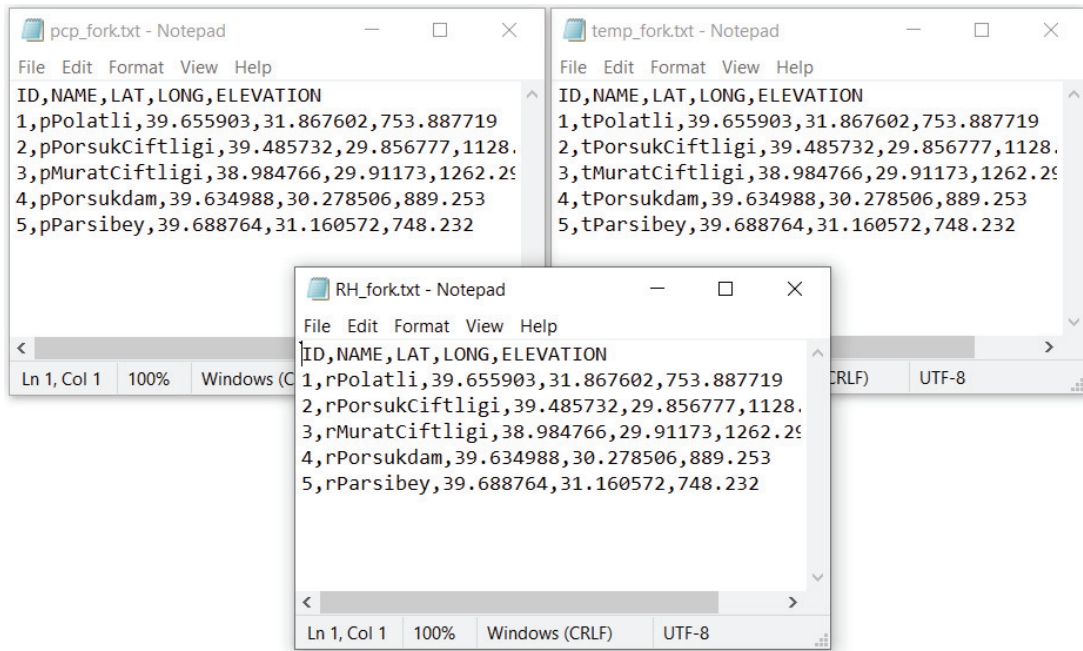 pcp_fork.txt - Notepad
File Edit Format View Help
ID,NAME,LAT,LONG,ELEVATION
1,pPolatli,39.655903,31.867602,753.887719
2,pPorsukCiftligi,39.485732,29.856777,1128.
3,pMuratCiftligi,38.984766,29.91173,1262.29
4,pPorsukdam,39.634988,30.278506,889.253
5,pParsibey,39.688764,31.160572,748.232
Ln 1, Col 1 100% Windows (C
temp_fork.txt - Notepad
File Edit Format View Help
ID,NAME,LAT,LONG,ELEVATION
1,tPolatli,39.655903,31.867602,753.887719
2,tPorsukCiftligi,39.485732,29.856777,1128.
3,tMuratCiftligi,38.984766,29.91173,1262.29
4,tPorsukdam,39.634988,30.278506,889.253
5,tParsibey,39.688764,31.160572,748.232
CRLF) UTF-8
RH_fork.txt - Notepad
File Edit Format View Help
ID,NAME,LAT,LONG,ELEVATION
1,rPolatli,39.655903,31.867602,753.887719
2,rPorsukCiftligi,39.485732,29.856777,1128.
3,rMuratCiftligi,38.984766,29.91173,1262.29
4,rPorsukdam,39.634988,30.278506,889.253
5,rParsibey,39.688764,31.160572,748.232
Ln 1, Col 1 100% Windows (CRLF) UTF-8